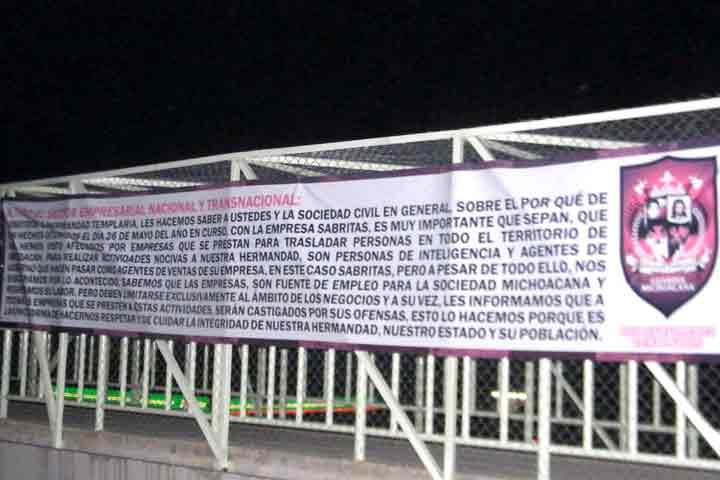 SECTOR EMPRESARIAL NACIONAL Y TRANSNACIONAL:
TEMPLARIA, LES HACEMOS SABER A USTEDES Y LA SOCIEDAD CIVIL EN GENERAL, SOBRE EL POR QUÉ DE
EL DÍA 26 DE MAYO DEL AÑO EN CURSO, CON LA EMPRESA SABRITAS, ES MUY IMPORTANTE QUE SEPAN, QUE
AFECTADOS POR EMPRESAS QUE SE PRESTAN PARA TRASLADAR PERSONAS EN TODO EL TERRITORIO DE
PARA REALIZAR ACTIVIDADES NOCIVAS A NUESTRA HERMANDAD, SON PERSONAS DE INTELIGENCIA Y AGENTES DE
QUE HACEN PASAR COMO AGENTES DE VENTAS DE SU EMPRESA, EN ESTE CASO SABRITAS, PERO A PESAR DE TODO ELLO, NOS
POR LO ACONTECIDO, SABEMOS QUE LAS EMPRESAS, SON FUENTE DE EMPLEO PARA LA SOCIEDAD MICHOACANA Y
LABOR, PERO DEBEN LIMITARSE EXCLUSIVAMENTE AL ÁMBITO DE LOS NEGOCIOS Y A SU VEZ, LES INFORMAMOS QUE A
EMPRESAS QUE SE PRESTEN A ESTAS ACTIVIDADES, SERÁN CASTIGADOS POR SUS OFENSAS, ESTO LO HACEMOS PORQUE ES
DE HACERNOS RESPETAR Y DE CUIDAR LA INTEGRIDAD DE NUESTRA HERMANDAD, NUESTRO ESTADO Y SU POBLACIÓN.
MICHOACANA